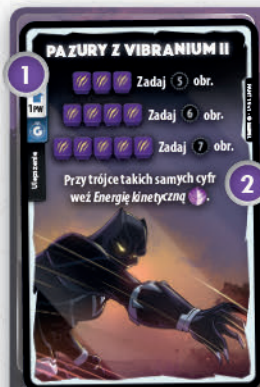 PAZURY Z VIBRANIUM II
1
Zadaj 5 obr.
1PW
Zadaj 6 obr.
Zadaj 7 obr.
Ulepszenie
Przy trójce takich samych cyfr
weź Energię kinetyczną.
2